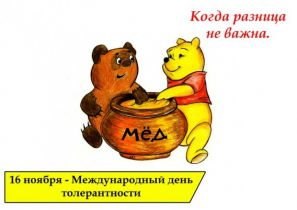 Когда разница
не важна.
МЁД
16 ноября - Международный день
толерантности